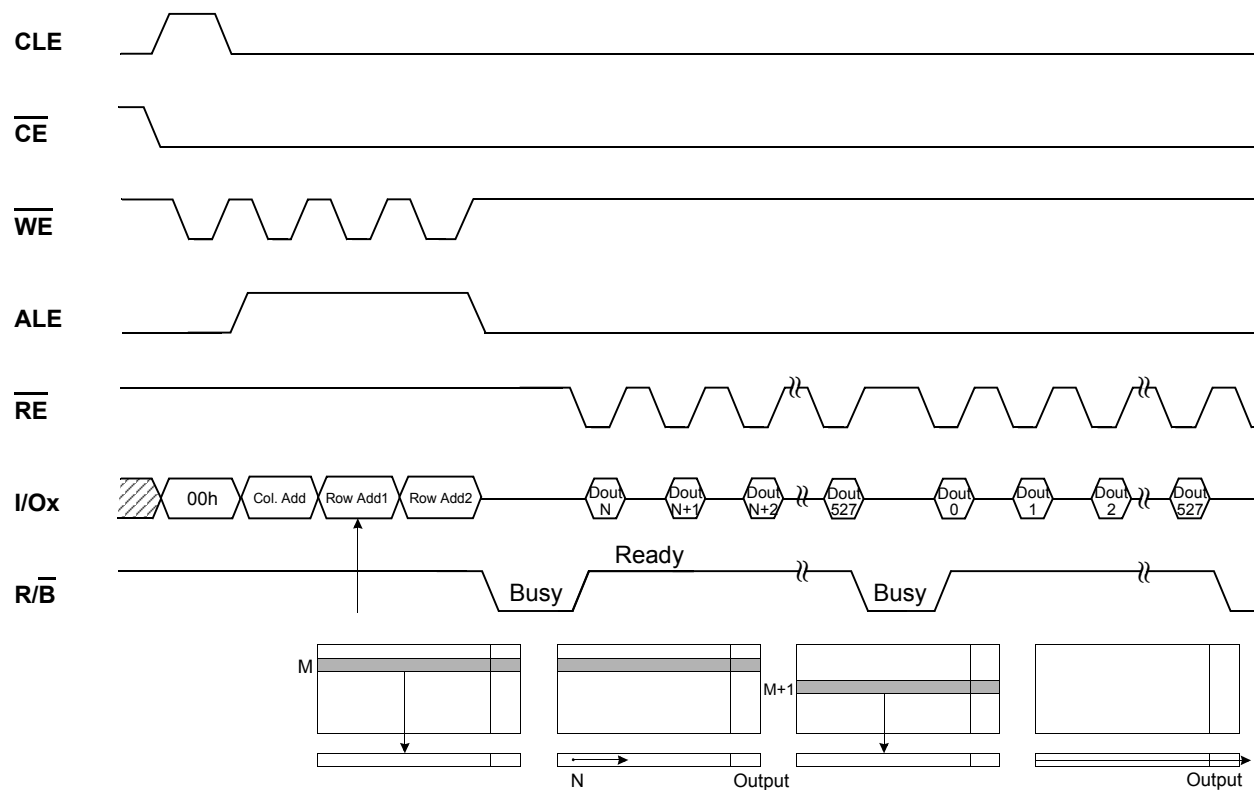 CLE
CE
WE
ALE
RE
I/Ox
00h
Col. Add
Row Add1
Row Add2
Dout
N
Dout
N+1
Dout
N+2
Dout
527
Dout
0
Dout
1
Dout
2
Dout
527
R/B
Busy
Ready
Busy
M
M+1
N
Output
Output